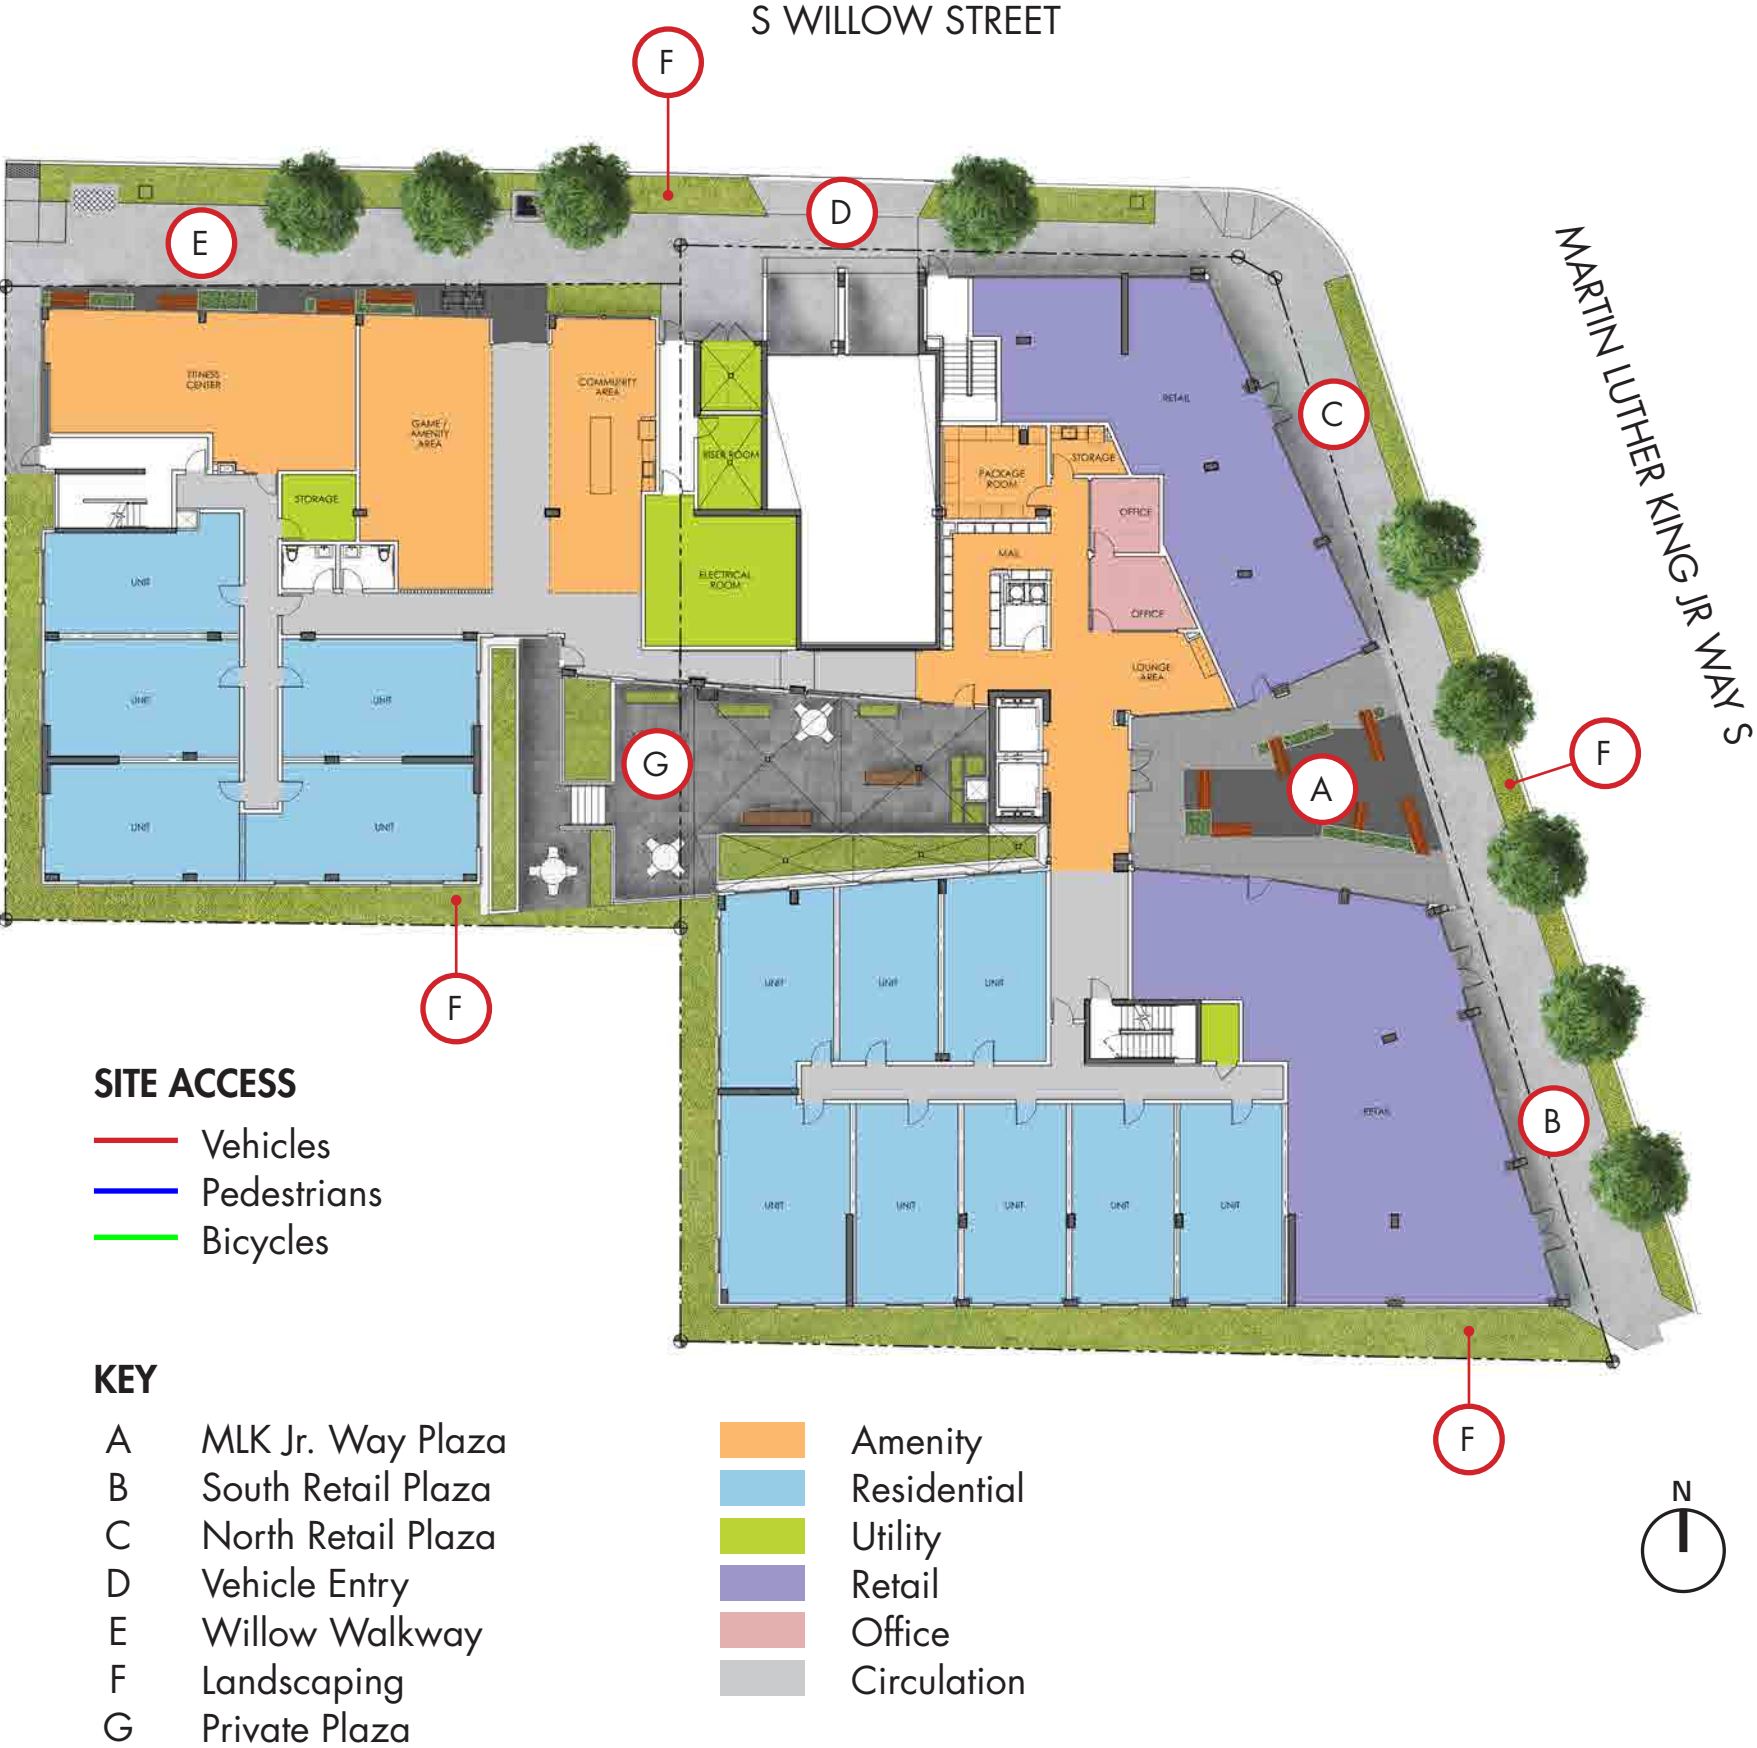 S WILLOW STREET
F
D
E
MARTIN LUTHER KING JR WAY S
C
FITNESS
CENTER
GAME /
AMENITY
AREA
COMMUNITY
AREA
RETAIL
RISER ROOM
PACKAGE
ROOM
STORAGE
STORAGE
OFFICE
MAIL
ELECTRICAL
ROOM
OFFICE
UNIT
LOUNGE
AREA
UNIT
UNIT
F
G
A
UNIT
UNIT
F
UNIT
UNIT
UNIT
RETAIL
B
UNIT
UNIT
UNIT
UNIT
UNIT
F
SITE ACCESS
Vehicles
Pedestrians
Bicycles
KEY
A MLK Jr. Way Plaza
B South Retail Plaza
C North Retail Plaza
D Vehicle Entry
E Willow Walkway
F Landscaping
G Private Plaza
Amenity
Residential
Utility
Retail
Office
Circulation
N